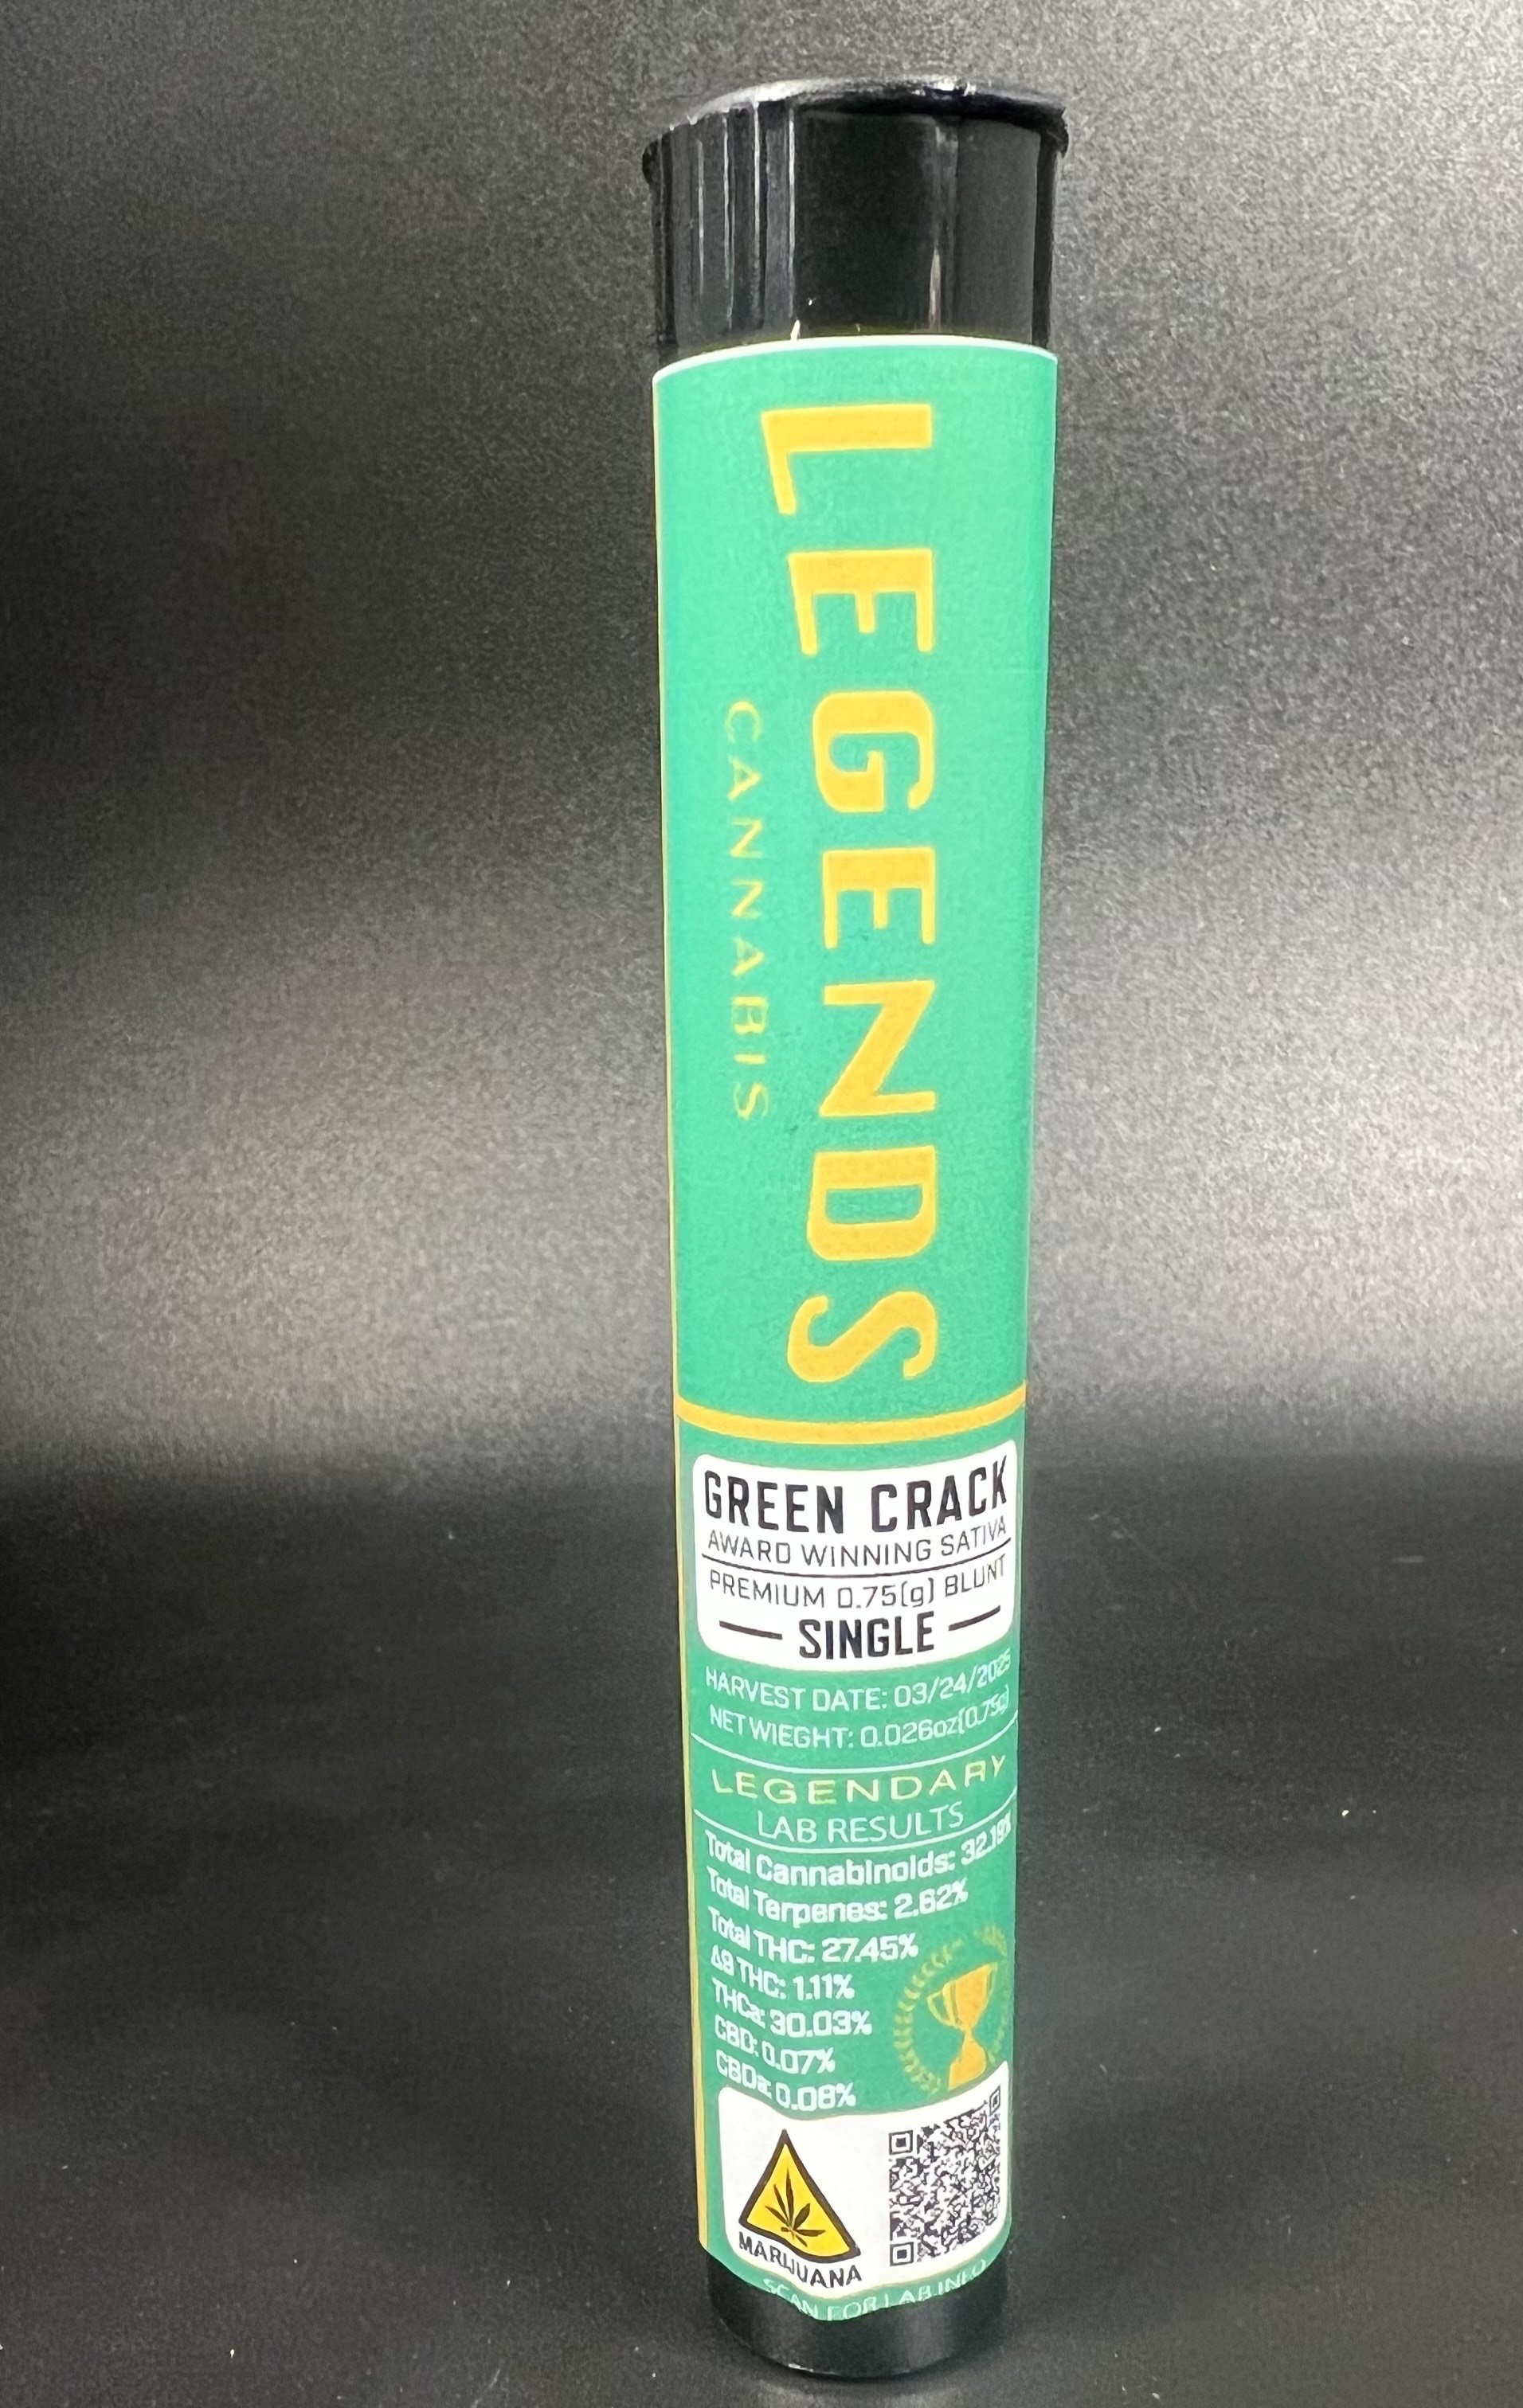 LEGENDS
CANNABIS
GREEN CRACK
AWARD WINNING SATIVA
PREMIUM 0.75(g) BLUNT
SINGLE
HARVEST DATE: 03/24/2025
NET WIEGHT: 0.026oz(0.75g)
LEGENDARY
LAB RESULTS
Total Cannabinoids: 32.19%
Total Terpenes: 2.62%
Total THC: 27.45%
Δ9 THC: 1.11%
THCa: 30.03%
CBD: 0.07%
CBDa: 0.08%
MARIJUANA
SCAN FOR LAB INFO